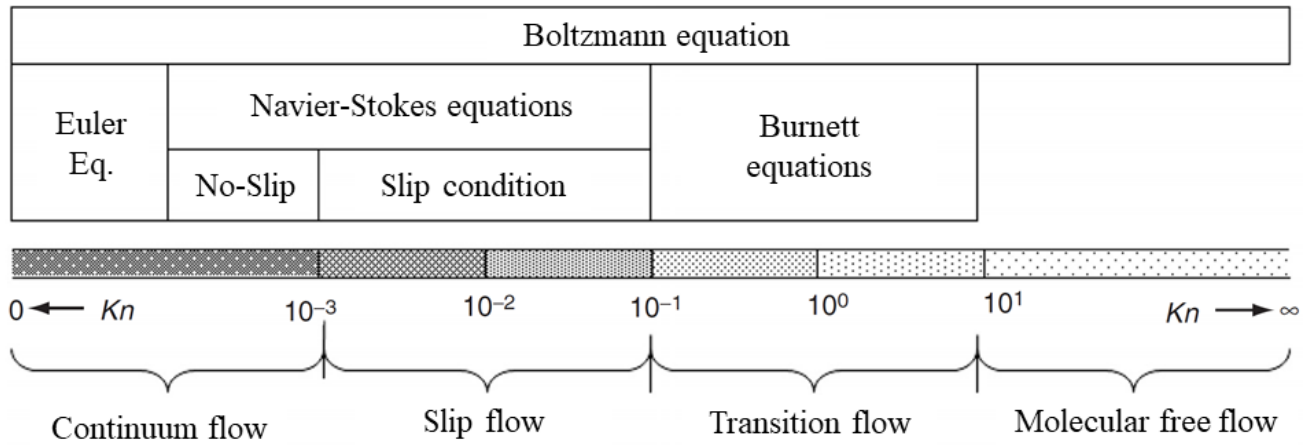 Boltzmann equation
Euler
Eq.
Navier-Stokes equations
Burnett
equations
No-Slip
Slip condition
0 ← Kn
10⁻³
10⁻²
10⁻¹
10⁰
10¹
Kn → ∞
Continuum flow
Slip flow
Transition flow
Molecular free flow